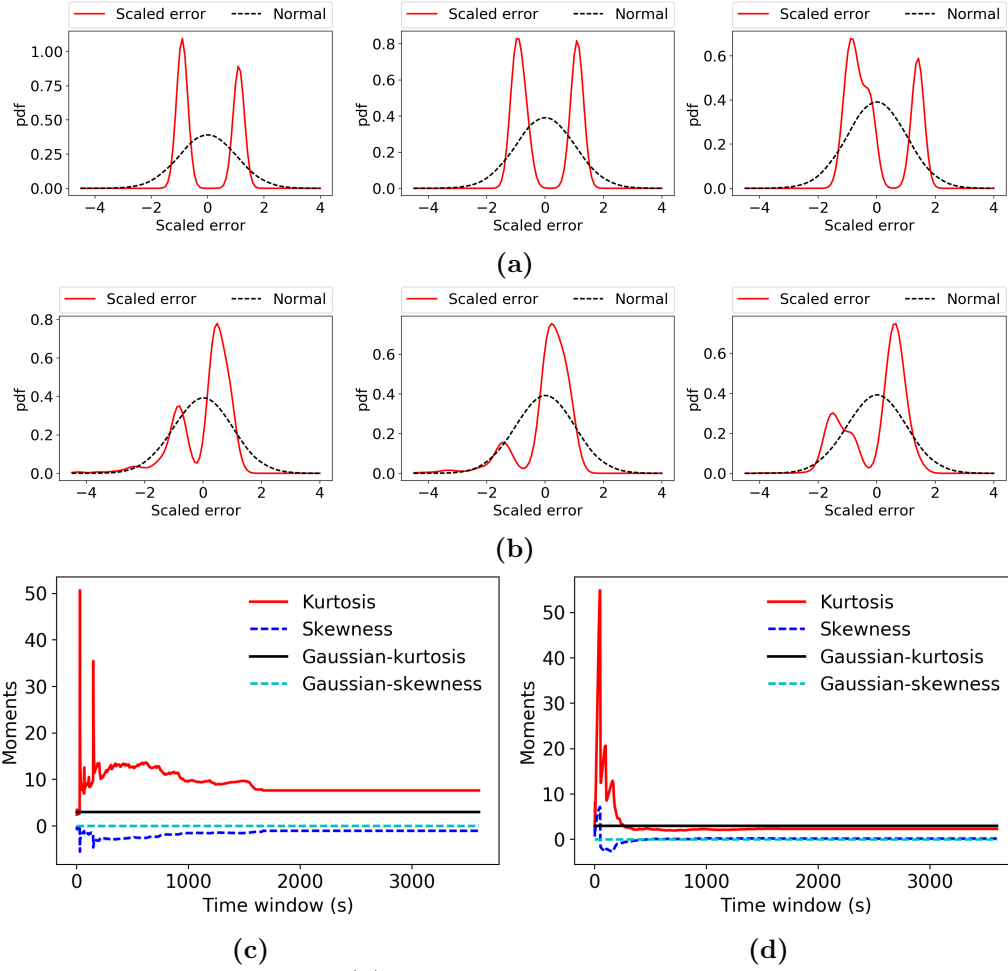 Scaled error Normal
Scaled error Normal
Scaled error Normal
pdf
1.00
0.75
0.50
0.25
0.00
−4 −2 0 2 4
Scaled error
pdf
0.8
0.6
0.4
0.2
0.0
−4 −2 0 2 4
Scaled error
pdf
0.6
0.4
0.2
0.0
−4 −2 0 2 4
Scaled error
(a)
Scaled error Normal
Scaled error Normal
Scaled error Normal
pdf
0.8
0.6
0.4
0.2
0.0
−4 −2 0 2 4
Scaled error
pdf
0.6
0.4
0.2
0.0
−4 −2 0 2 4
Scaled error
pdf
0.6
0.4
0.2
0.0
−4 −2 0 2 4
Scaled error
(b)
Moments
50
40
30
20
10
0
Kurtosis
Skewness
Gaussian-kurtosis
Gaussian-skewness
0 1000 2000 3000
Time window (s)
(c)
Moments
50
40
30
20
10
0
Kurtosis
Skewness
Gaussian-kurtosis
Gaussian-skewness
0 1000 2000 3000
Time window (s)
(d)